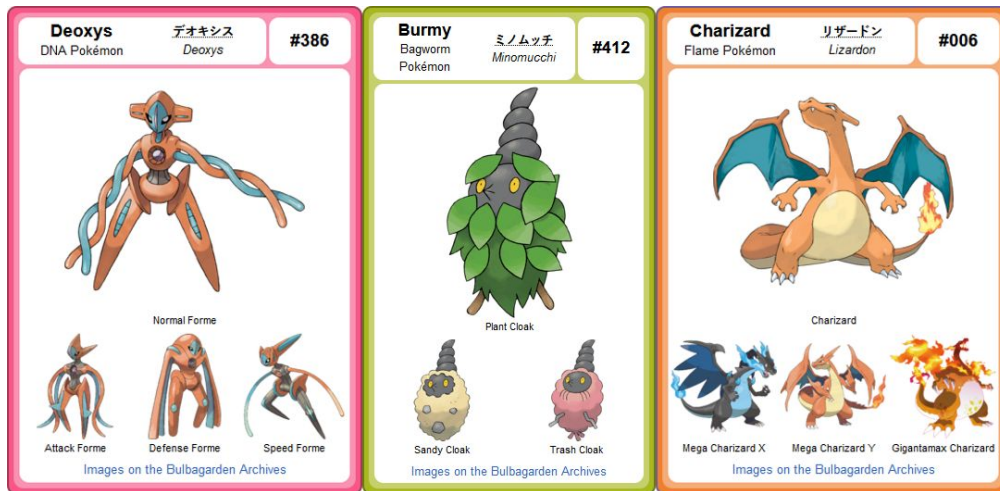 Deoxys
DNA Pokémon
デオキシス
Deoxys
#386
Normal Forme
Attack Forme
Defense Forme
Speed Forme
Images on the Bulbagarden Archives
Burmy
Bagworm
Pokémon
ミノムッチ
Minomucchi
#412
Plant Cloak
Sandy Cloak
Trash Cloak
Images on the Bulbagarden Archives
Charizard
Flame Pokémon
リザードン
Lizardon
#006
Charizard
Mega Charizard X
Mega Charizard Y
Gigantamax Charizard
Images on the Bulbagarden Archives